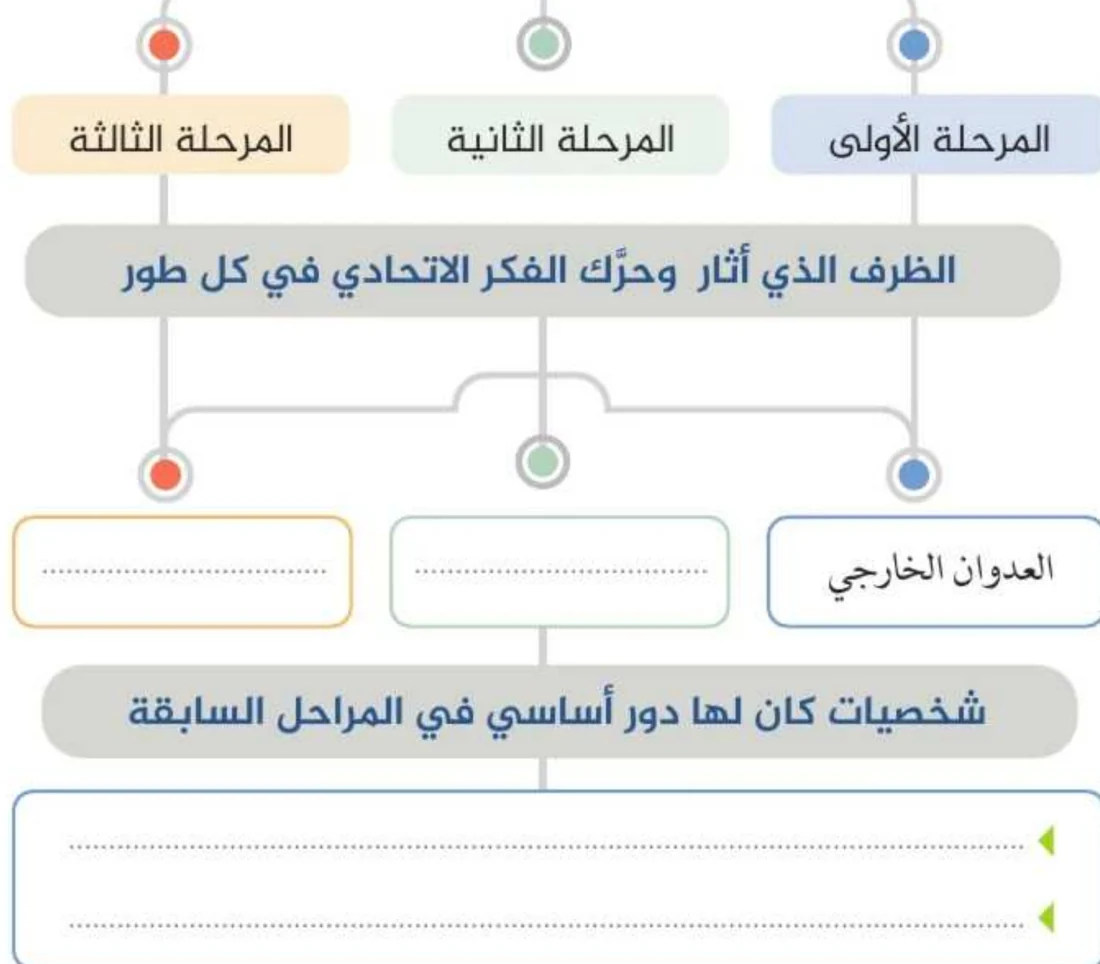 المرحلة الأولى
المرحلة الثانية
المرحلة الثالثة
الظرف الذي أثار وحرَّك الفكر الاتحادي في كل طور
العدوان الخارجي
................................................
................................................
شخصيات كان لها دور أساسي في المراحل السابقة
................................................
................................................